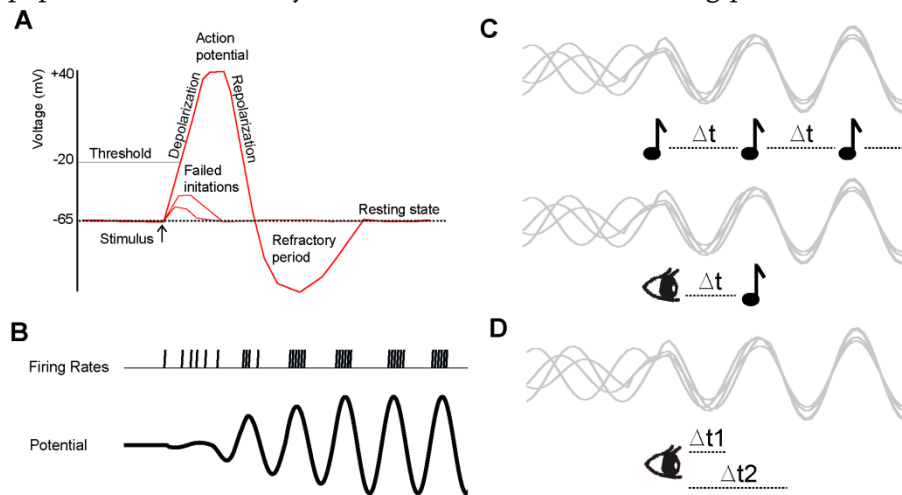 A
Action
potential
+40
Voltage (mV)
Depolarization
Repolarization
-20
Threshold
Failed
initations
-65
Resting state
Stimulus
Refractory
period
B
Firing Rates
Potential
C
Δt
Δt
Δt
D
Δt1
Δt2